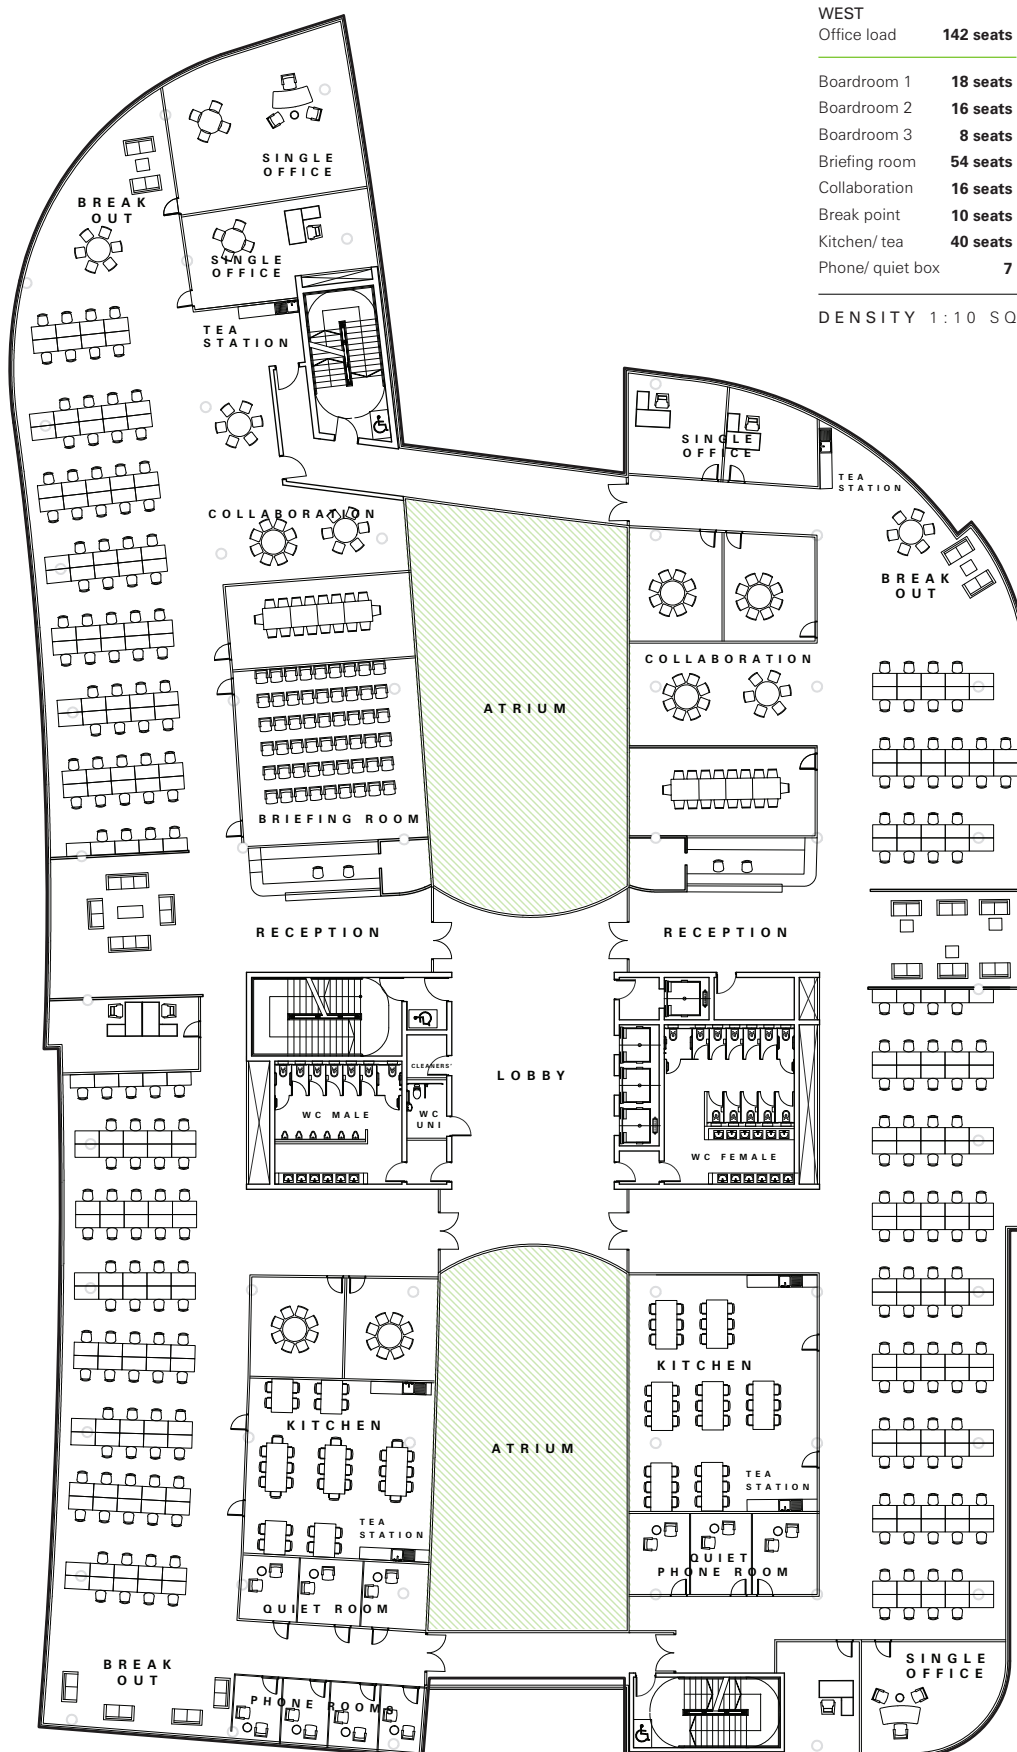 WEST
Office load 142 seats
Boardroom 1 18 seats
Boardroom 2 16 seats
Boardroom 3 8 seats
Briefing room 54 seats
Collaboration 16 seats
Break point 10 seats
Kitchen/ tea 40 seats
Phone/ quiet box 7
DENSITY 1:10 SQ
SINGLE
OFFICE
BREAK
OUT
SINGLE
OFFICE
TEA
STATION
SINGLE
OFFICE
TEA
STATION
COLLABORATION
BREAK
OUT
COLLABORATION
ATRIUM
BRIEFING ROOM
RECEPTION
RECEPTION
CLEANERS'
LOBBY
WC MALE
WC
UNI
WC FEMALE
KITCHEN
KITCHEN
ATRIUM
TEA
STATION
TEA
STATION
QUIET
PHONE ROOM
QUIET ROOM
BREAK
OUT
SINGLE
OFFICE
PHONE ROOMS